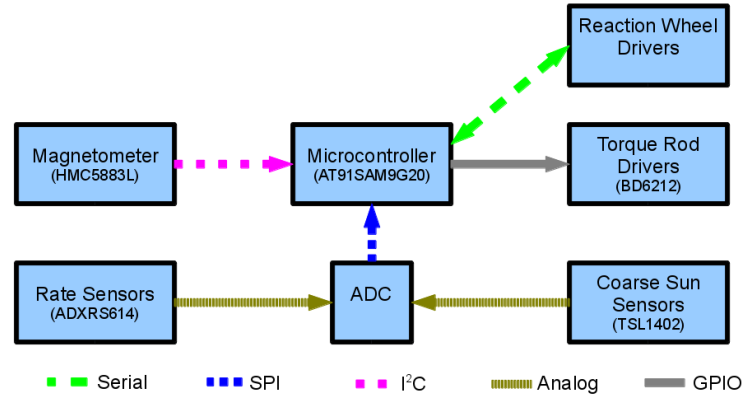 Reaction Wheel
Drivers
Magnetometer
(HMC5883L)
Microcontroller
(AT91SAM9G20)
Torque Rod
Drivers
(BD6212)
Rate Sensors
(ADXRS614)
ADC
Coarse Sun
Sensors
(TSL1402)
Serial
SPI
I²C
Analog
GPIO